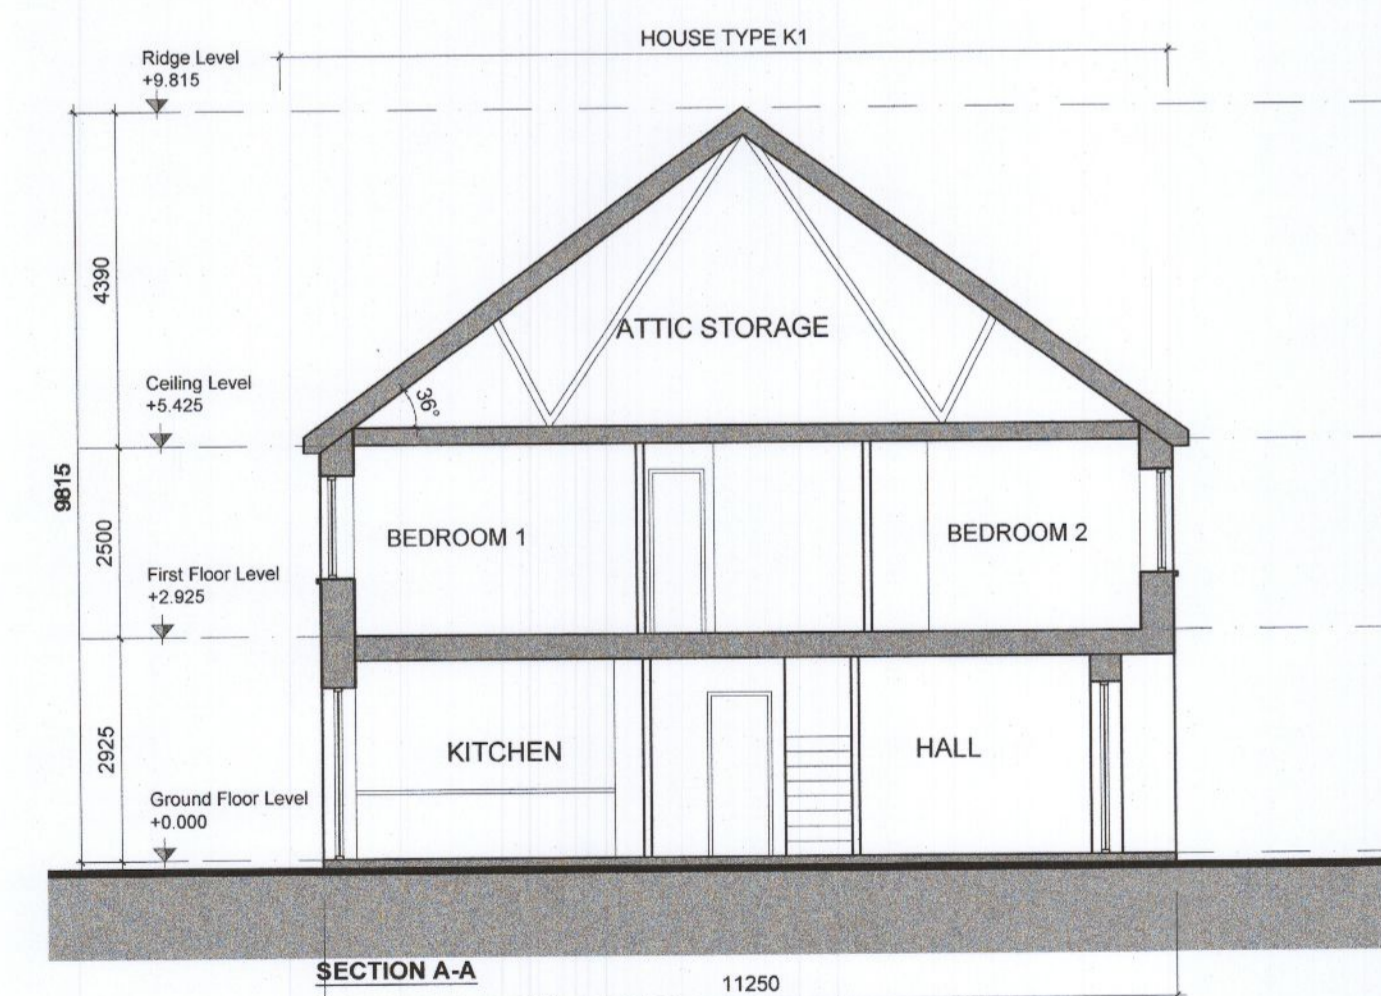 HOUSE TYPE K1
Ridge Level
+9.815
4390
ATTIC STORAGE
Ceiling Level
+5.425
36°
9815
2500
BEDROOM 1
BEDROOM 2
First Floor Level
+2.925
2925
KITCHEN
HALL
Ground Floor Level
+0.000
SECTION A-A
11250